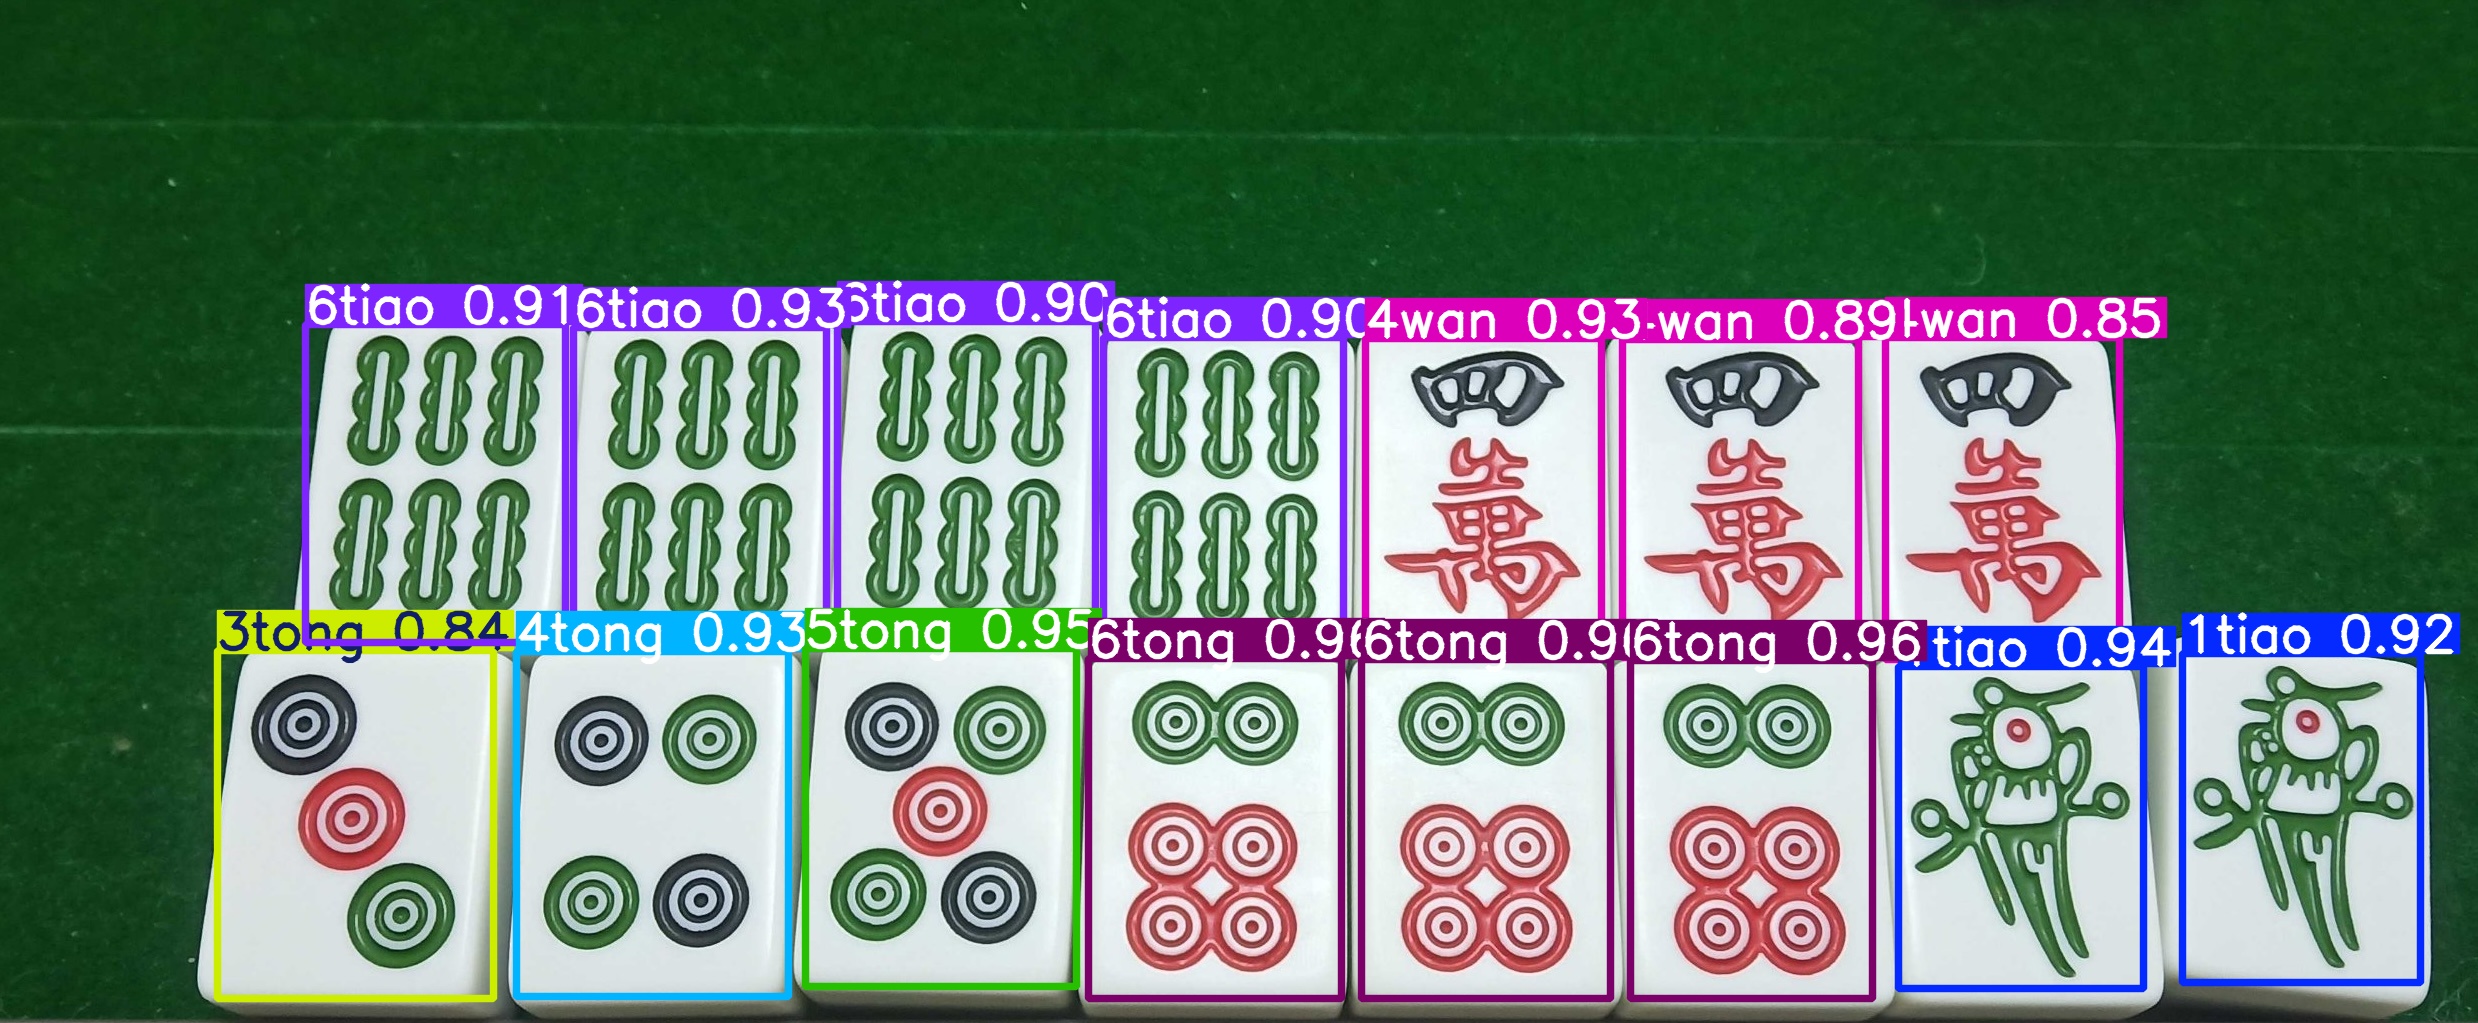 6tiao 0.91 6tiao 0.93 6tiao 0.90 6tiao 0.90 4wan 0.93 wan 0.89 wan 0.85
四 四 四
萬 萬 萬
3tong 0.84 4tong 0.93 5tong 0.95 6tong 0.96 6tong 0.9 6tong 0.96 tiao 0.94 1tiao 0.92